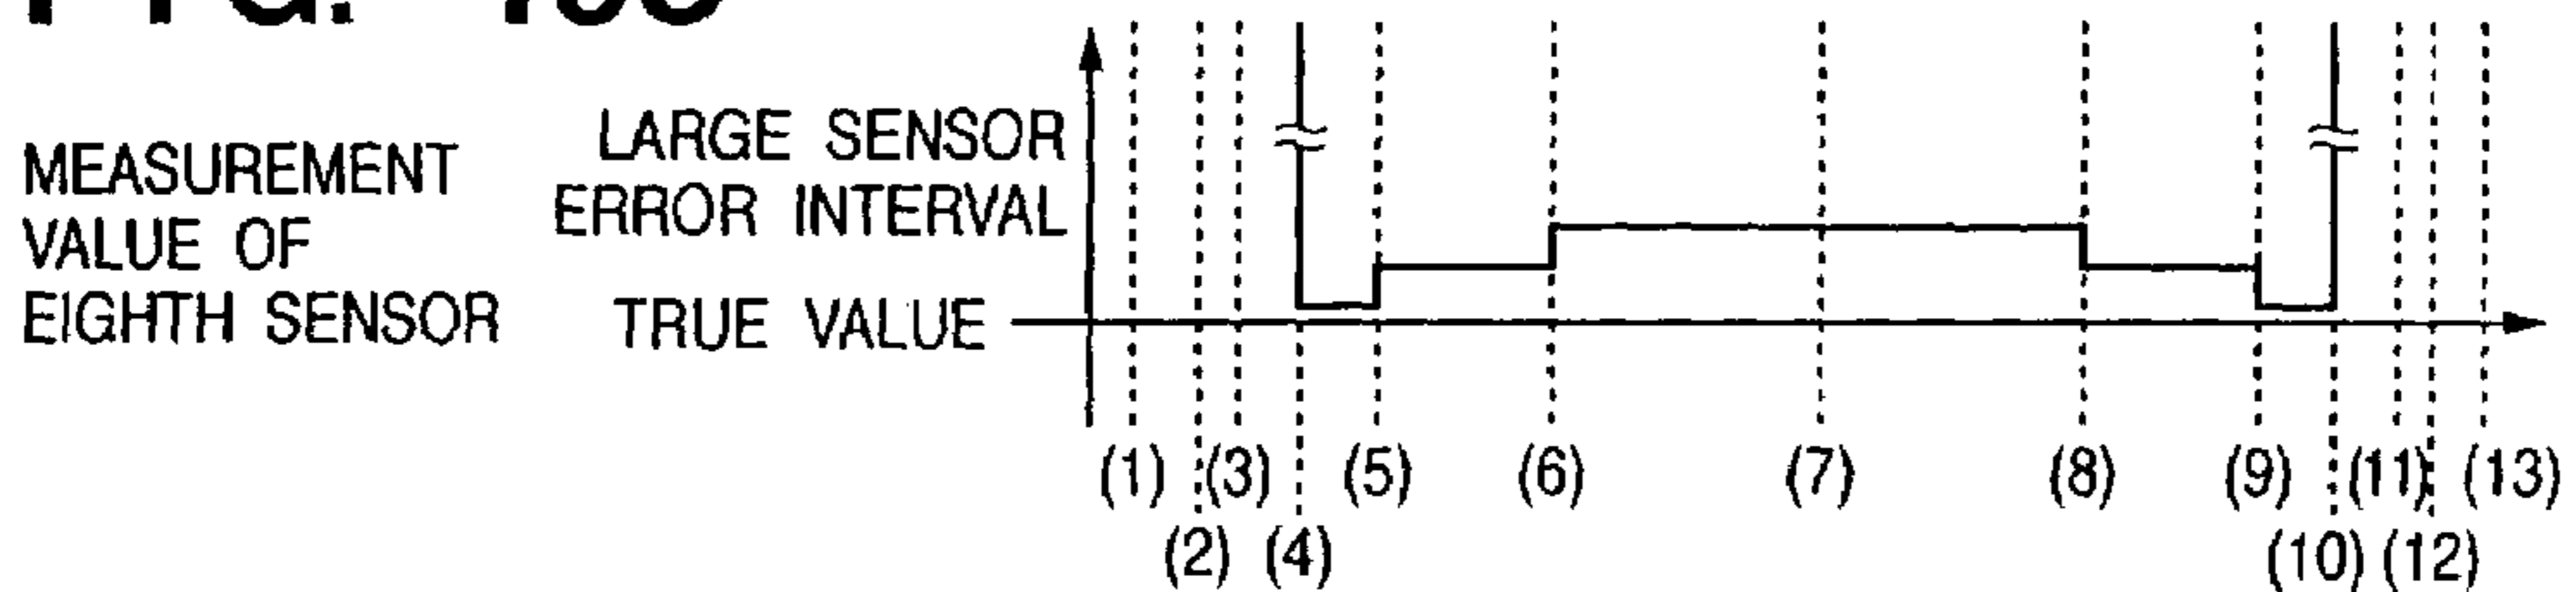 MEASUREMENT
VALUE OF
EIGHTH SENSOR
LARGE SENSOR
ERROR INTERVAL
TRUE VALUE
(1) (3) (5) (6) (7) (8) (9) (11) (13)
(2) (4) (10) (12)